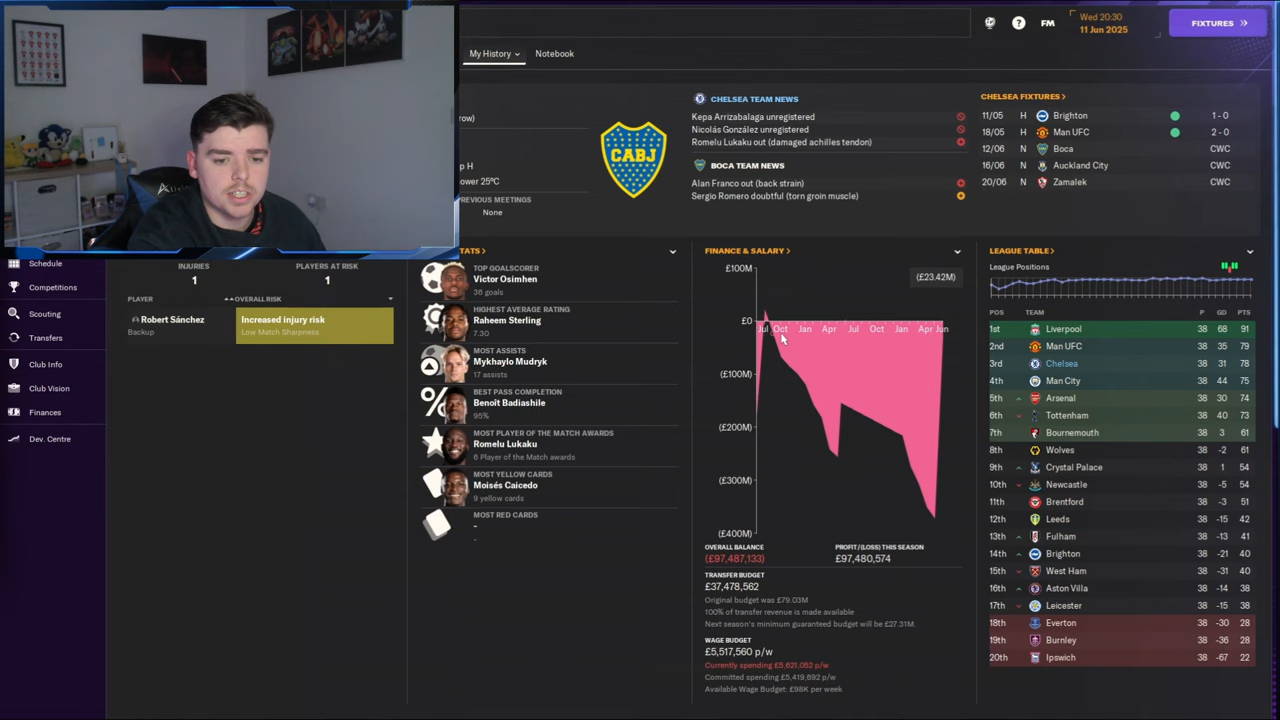 FM
Wed 20:30
11 Jun 2025
FIXTURES
My History
Notebook
CABJ
CHELSEA TEAM NEWS
Kepa Arrizabalaga unregistered
Nicolás González unregistered
Romelu Lukaku out (damaged achilles tendon)
BOCA TEAM NEWS
Alan Franco out (back strain)
Sergio Romero doubtful (torn groin muscle)
CHELSEA FIXTURES >
11/05 H Brighton 1 - 0
18/05 H Man UFC 2 - 0
12/06 N Boca CWC
16/06 N Auckland City CWC
20/06 N Zamalek CWC
row)
p H
ower 25°C
PREVIOUS MEETINGS
None
Schedule
Competitions
Scouting
Transfers
Club Info
Club Vision
Finances
Dev. Centre
INJURIES
1
PLAYERS AT RISK
1
PLAYER
OVERALL RISK
Robert Sánchez
Backup
Increased injury risk
Low Match Sharpness
TATS >
TOP GOALSCORER
Victor Osimhen
36 goals
HIGHEST AVERAGE RATING
Raheem Sterling
7.30
MOST ASSISTS
Mykhaylo Mudryk
17 assists
BEST PASS COMPLETION
Benoît Badiashile
95%
MOST PLAYER OF THE MATCH AWARDS
Romelu Lukaku
6 Player of the Match awards
MOST YELLOW CARDS
Moisés Caicedo
9 yellow cards
MOST RED CARDS
-
-
FINANCE & SALARY >
(£23.42M)
£100M
£0
(£100M)
(£200M)
(£300M)
(£400M)
Jul Oct Jan Apr Jul Oct Jan Apr Jun
OVERALL BALANCE
(£97,487,133)
PROFIT/(LOSS) THIS SEASON
£97,480,574
TRANSFER BUDGET
£37,478,562
Original budget was £79.03M
100% of transfer revenue is made available
Next season's minimum guaranteed budget will be £27.31M.
WAGE BUDGET
£5,517,560 p/w
Currently spending £5,621,052 p/w
Committed spending £5,419,692 p/w
Available Wage Budget: £98K per week
LEAGUE TABLE >
League Positions
POS TEAM P GD PTS
1st Liverpool 38 68 91
2nd Man UFC 38 35 79
3rd Chelsea 38 31 78
4th Man City 38 44 75
5th Arsenal 38 30 74
6th Tottenham 38 40 73
7th Bournemouth 38 3 61
8th Wolves 38 -2 61
9th Crystal Palace 38 1 54
10th Newcastle 38 -5 54
11th Brentford 38 -3 51
12th Leeds 38 -15 42
13th Fulham 38 -13 41
14th Brighton 38 -21 40
15th West Ham 38 -31 40
16th Aston Villa 38 -14 38
17th Leicester 38 -15 38
18th Everton 38 -30 28
19th Burnley 38 -36 28
20th Ipswich 38 -67 22